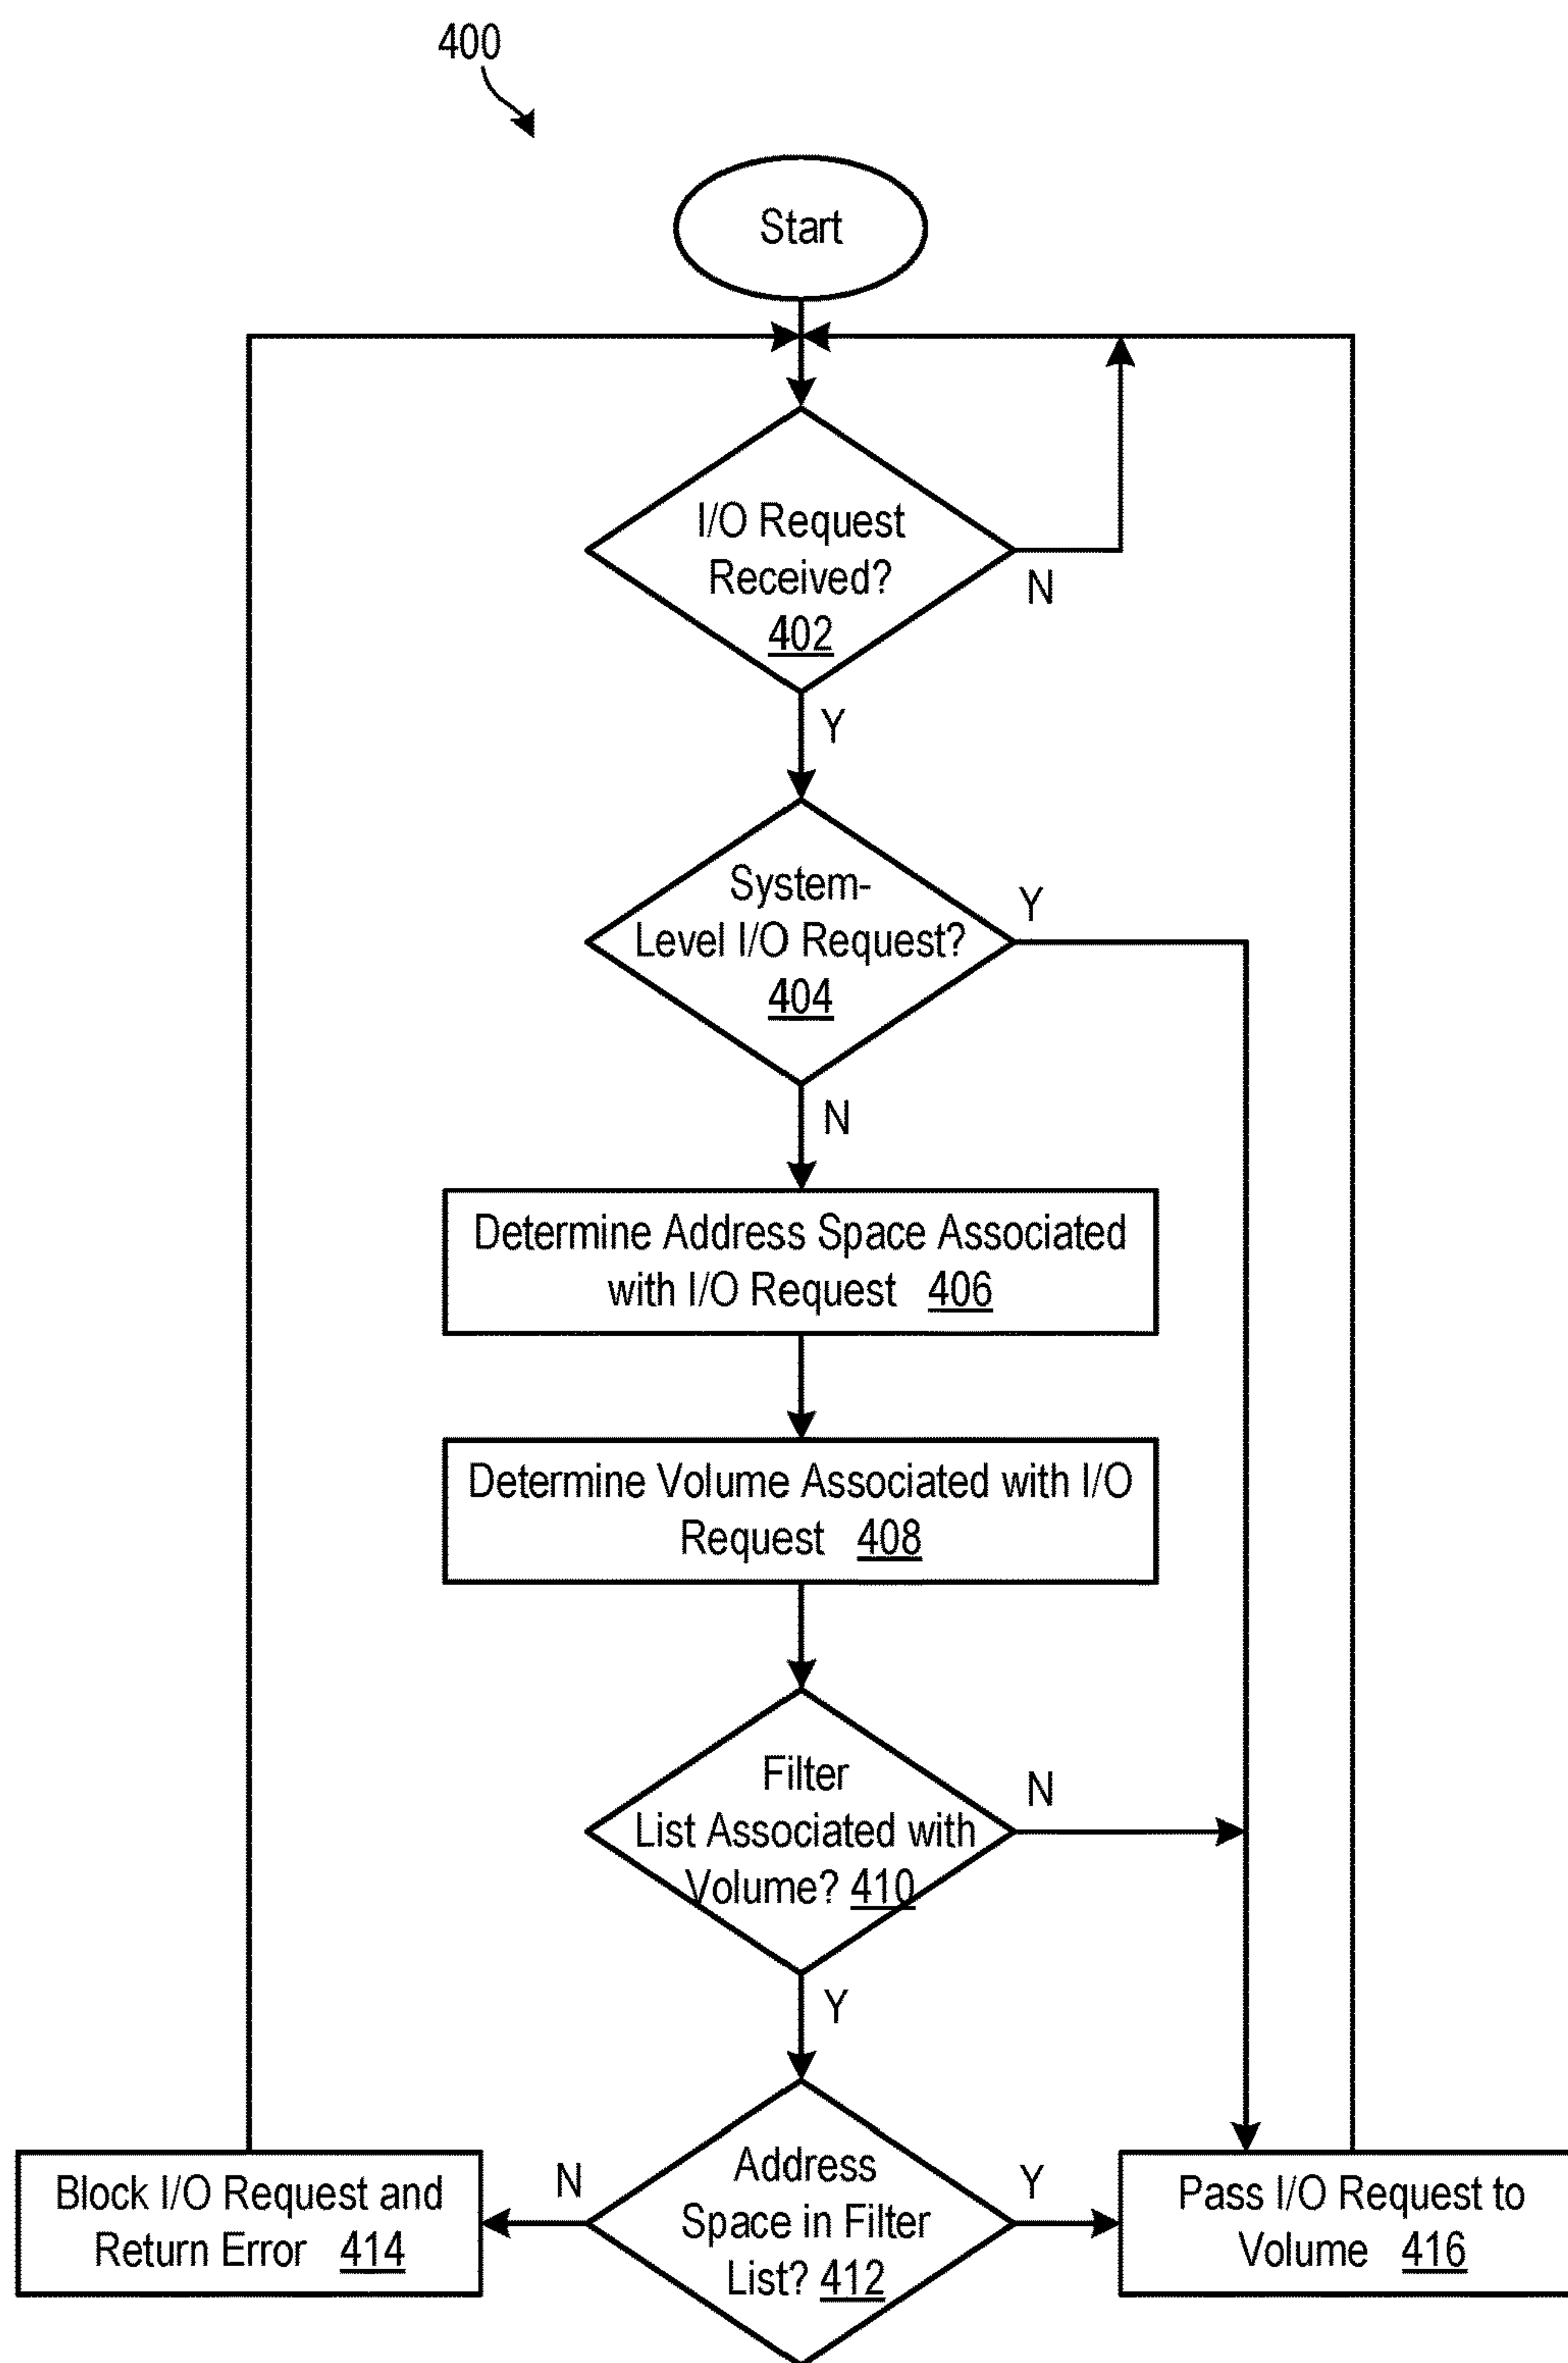 400
Start
I/O Request
Received?
402
N
Y
System-
Level I/O Request?
404
Y
N
Determine Address Space Associated
with I/O Request 406
Determine Volume Associated with I/O
Request 408
Filter
List Associated with
Volume? 410
N
Y
Address
Space in Filter
List? 412
N
Y
Block I/O Request and
Return Error 414
Pass I/O Request to
Volume 416